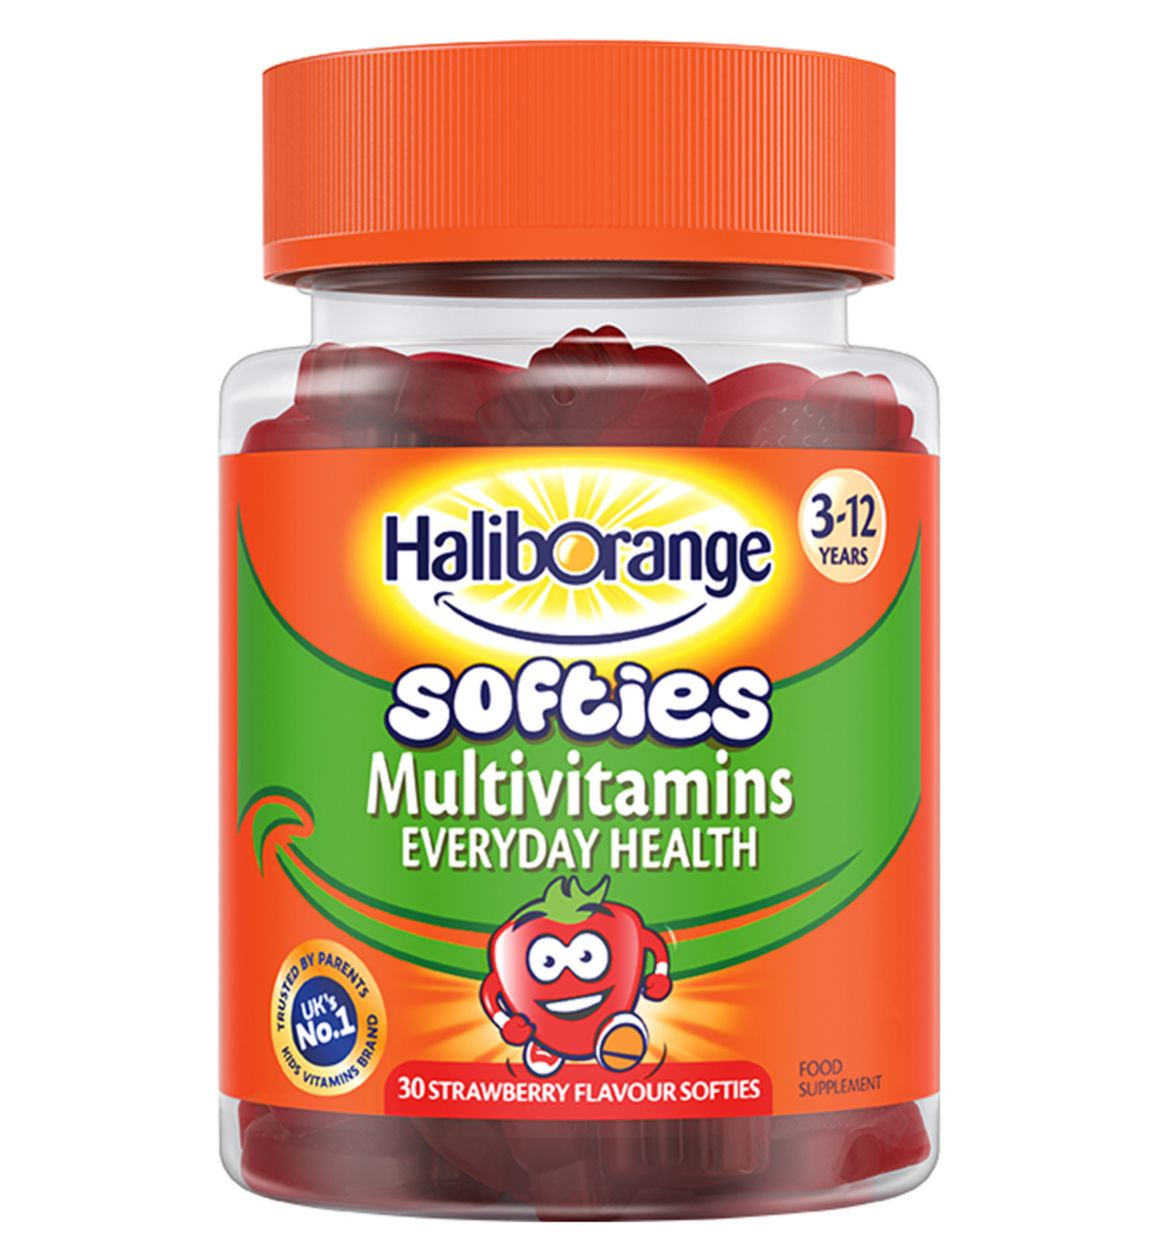 HalibOrange
3-12
YEARS
softies
Multivitamins
EVERYDAY HEALTH
TRUSTED BY PARENTS
UK's
No.1
KIDS VITAMINS BRAND
30 STRAWBERRY FLAVOUR SOFTIES
FOOD
SUPPLEMENT